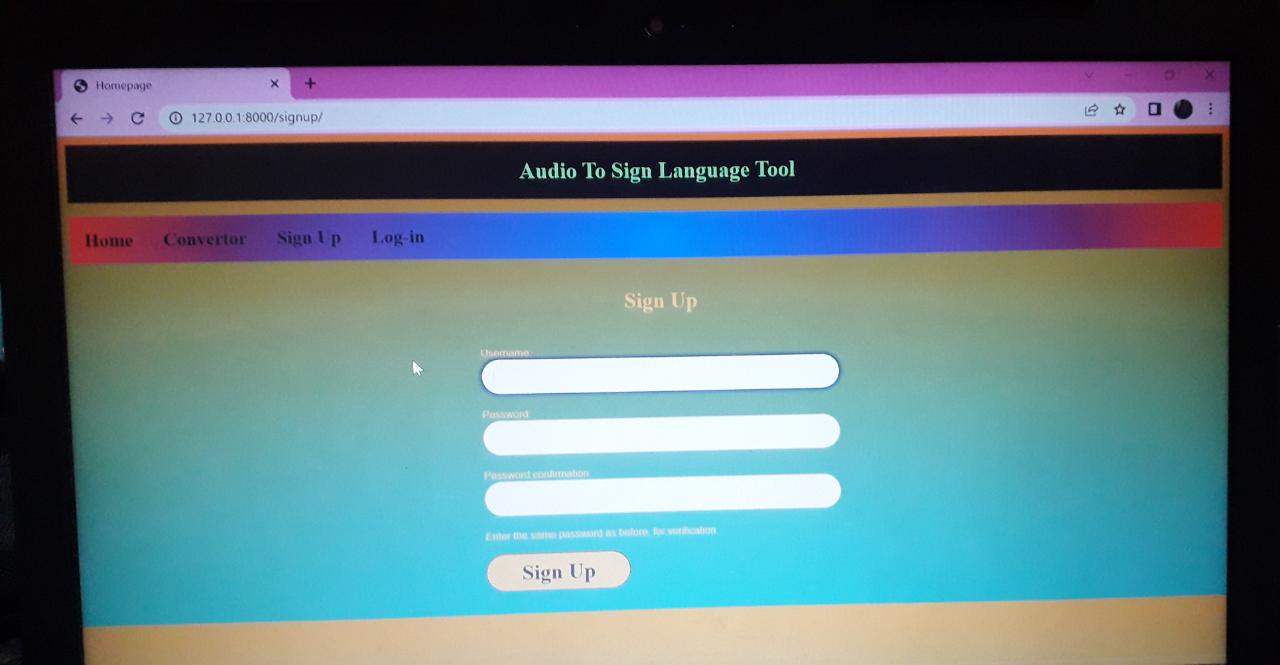 Homepage
127.0.0.1:8000/signup/
Audio To Sign Language Tool
Home Convertor Sign Up Log-in
Sign Up
Username
Password
Password confirmation
Enter the same password as before, for verification.
Sign Up